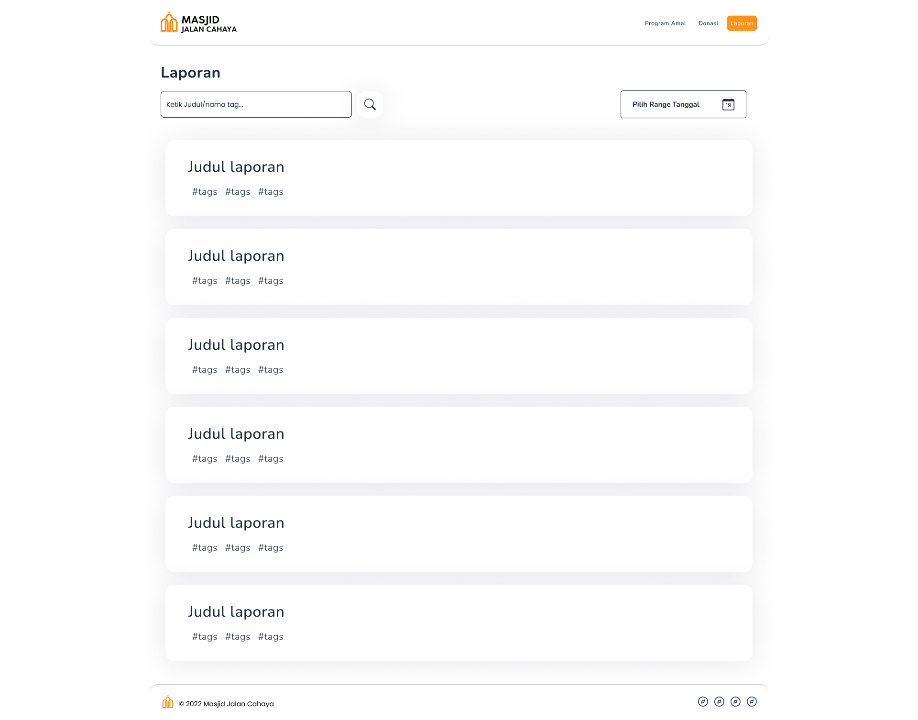 MASJID
JALAN CAHAYA
Program Amal
Donasi
Laporan
Laporan
Ketik Judul/nama tag...
Pilih Range Tanggal
19
Judul laporan
#tags #tags #tags
Judul laporan
#tags #tags #tags
Judul laporan
#tags #tags #tags
Judul laporan
#tags #tags #tags
Judul laporan
#tags #tags #tags
Judul laporan
#tags #tags #tags
© 2022 Masjid Jalan Cahaya